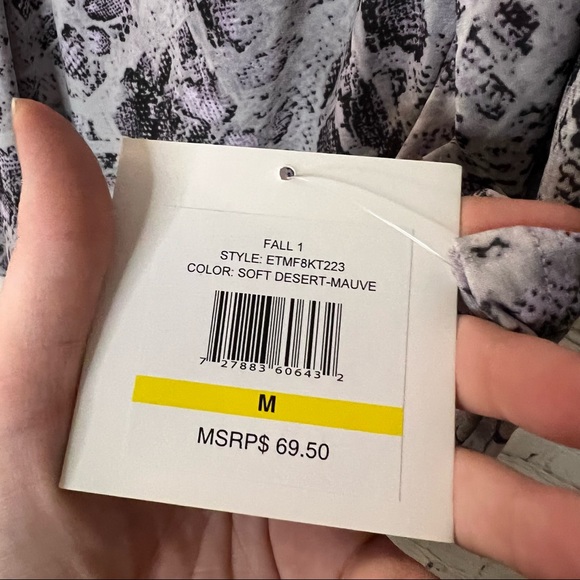 FALL 1
STYLE: ETMF8KT223
COLOR: SOFT DESERT-MAUVE
7 27883 60643 2
M
MSRP$ 69.50